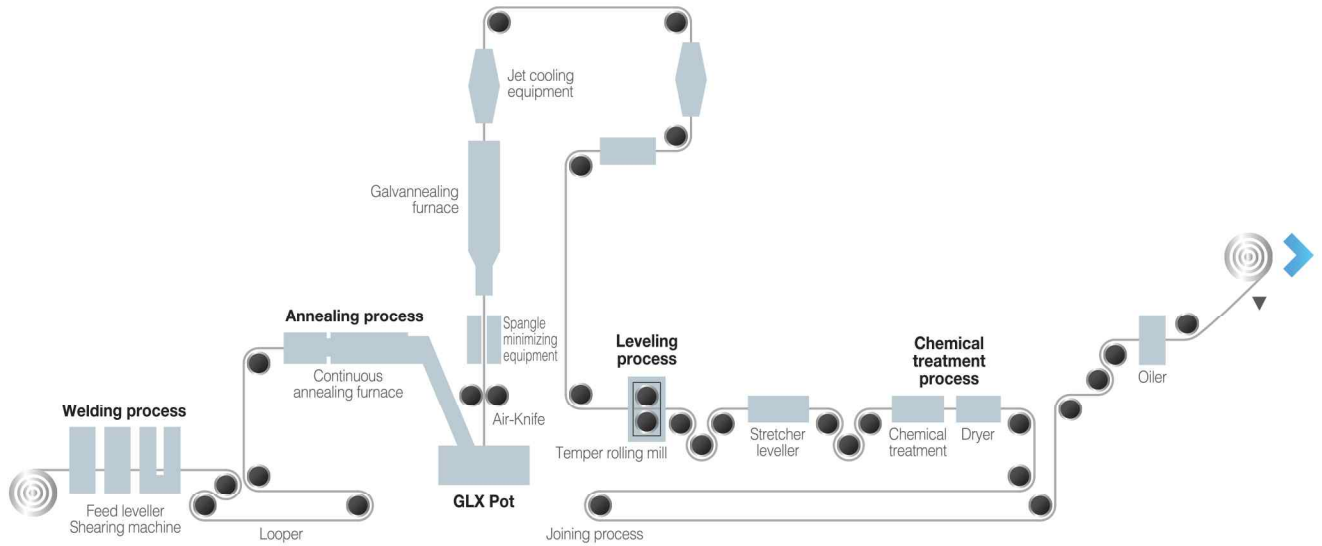 Welding process
Feed leveller
Shearing machine
Looper
Annealing process
Continuous
annealing furnace
GLX Pot
Air-Knife
Spangle
minimizing
equipment
Galvannealing
furnace
Jet cooling
equipment
Leveling
process
Temper rolling mill
Stretcher
leveller
Chemical
treatment
process
Chemical
treatment
Dryer
Joining process
Oiler